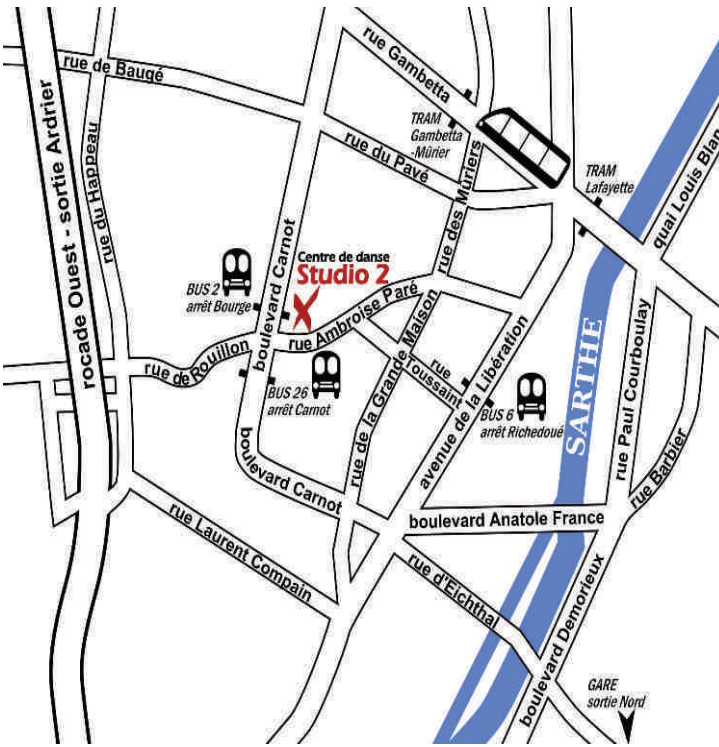 rue Gambetta
rue de Baugé
TRAM
Gambetta
-Mûrier
rue du Pavé
TRAM
Lafayette
rue du Happeau
rue des Mûriers
quai Louis Blan
rocade Ouest - sortie Ardrier
boulevard Carnot
Centre de danse
Studio 2
BUS 2
arrêt Bourge
rue Ambroise Paré
rue de Rouillon
BUS 26
arrêt Carnot
rue de la Grande Maison
rue
Toussaint
avenue de la Libération
BUS 6
arrêt Richedoué
SARTHE
rue Paul Courboulay
rue Barbier
boulevard Carnot
boulevard Anatole France
rue Laurent Compain
rue d'Eichthal
boulevard Demorieux
GARE
sortie Nord